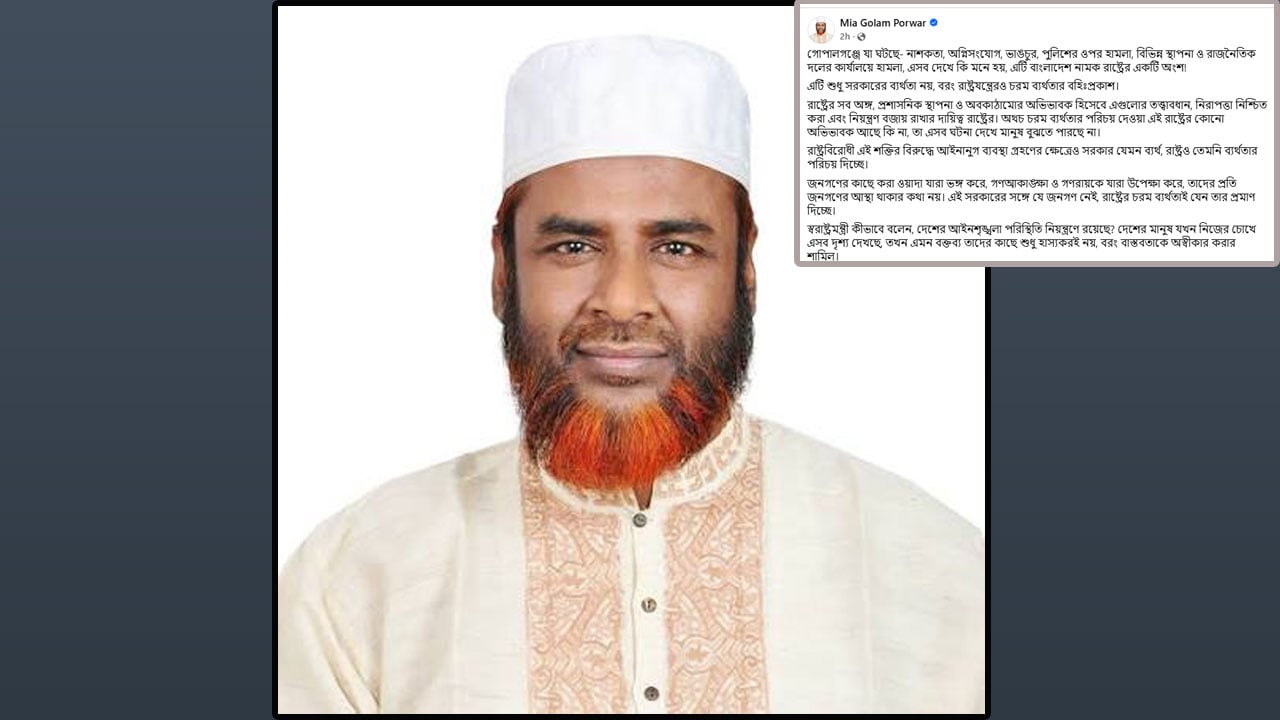 Mia Golam Porwar
2h
গোপালগঞ্জে যা ঘটছে- নাশকতা, অগ্নিসংযোগ, ভাঙচুর, পুলিশের ওপর হামলা, বিভিন্ন স্থাপনা ও রাজনৈতিক
দলের কার্যালয়ে হামলা, এসব দেখে কি মনে হয়, এটি বাংলাদেশ নামক রাষ্ট্রের একটি অংশ!
এটি শুধু সরকারের ব্যর্থতা নয়, বরং রাষ্ট্রযন্ত্রেরও চরম ব্যর্থতার বহিঃপ্রকাশ।
রাষ্ট্রের সব অঙ্গ, প্রশাসনিক স্থাপনা ও অবকাঠামোর অভিভাবক হিসেবে এগুলোর তত্ত্বাবধান, নিরাপত্তা নিশ্চিত
করা এবং নিয়ন্ত্রণ বজায় রাখার দায়িত্ব রাষ্ট্রের। অথচ চরম ব্যর্থতার পরিচয় দেওয়া এই রাষ্ট্রের কোনো
অভিভাবক আছে কি না, তা এসব ঘটনা দেখে মানুষ বুঝতে পারছে না।
রাষ্ট্রবিরোধী এই শক্তির বিরুদ্ধে আইনানুগ ব্যবস্থা গ্রহণের ক্ষেত্রেও সরকার যেমন ব্যর্থ, রাষ্ট্রও তেমনি ব্যর্থতার
পরিচয় দিচ্ছে।
জনগণের কাছে করা ওয়াদা যারা ভঙ্গ করে, গণআকাঙ্ক্ষা ও গণরায়কে যারা উপেক্ষা করে, তাদের প্রতি
জনগণের আস্থা থাকার কথা নয়। এই সরকারের সঙ্গে যে জনগণ নেই, রাষ্ট্রের চরম ব্যর্থতাই যেন তার প্রমাণ
দিচ্ছে।
স্বরাষ্ট্রমন্ত্রী কীভাবে বলেন, দেশের আইনশৃঙ্খলা পরিস্থিতি নিয়ন্ত্রণে রয়েছে? দেশের মানুষ যখন নিজের চোখে
এসব দৃশ্য দেখছে, তখন এমন বক্তব্য তাদের কাছে শুধু হাস্যকরই নয়, বরং বাস্তবতাকে অস্বীকার করার
শামিল।